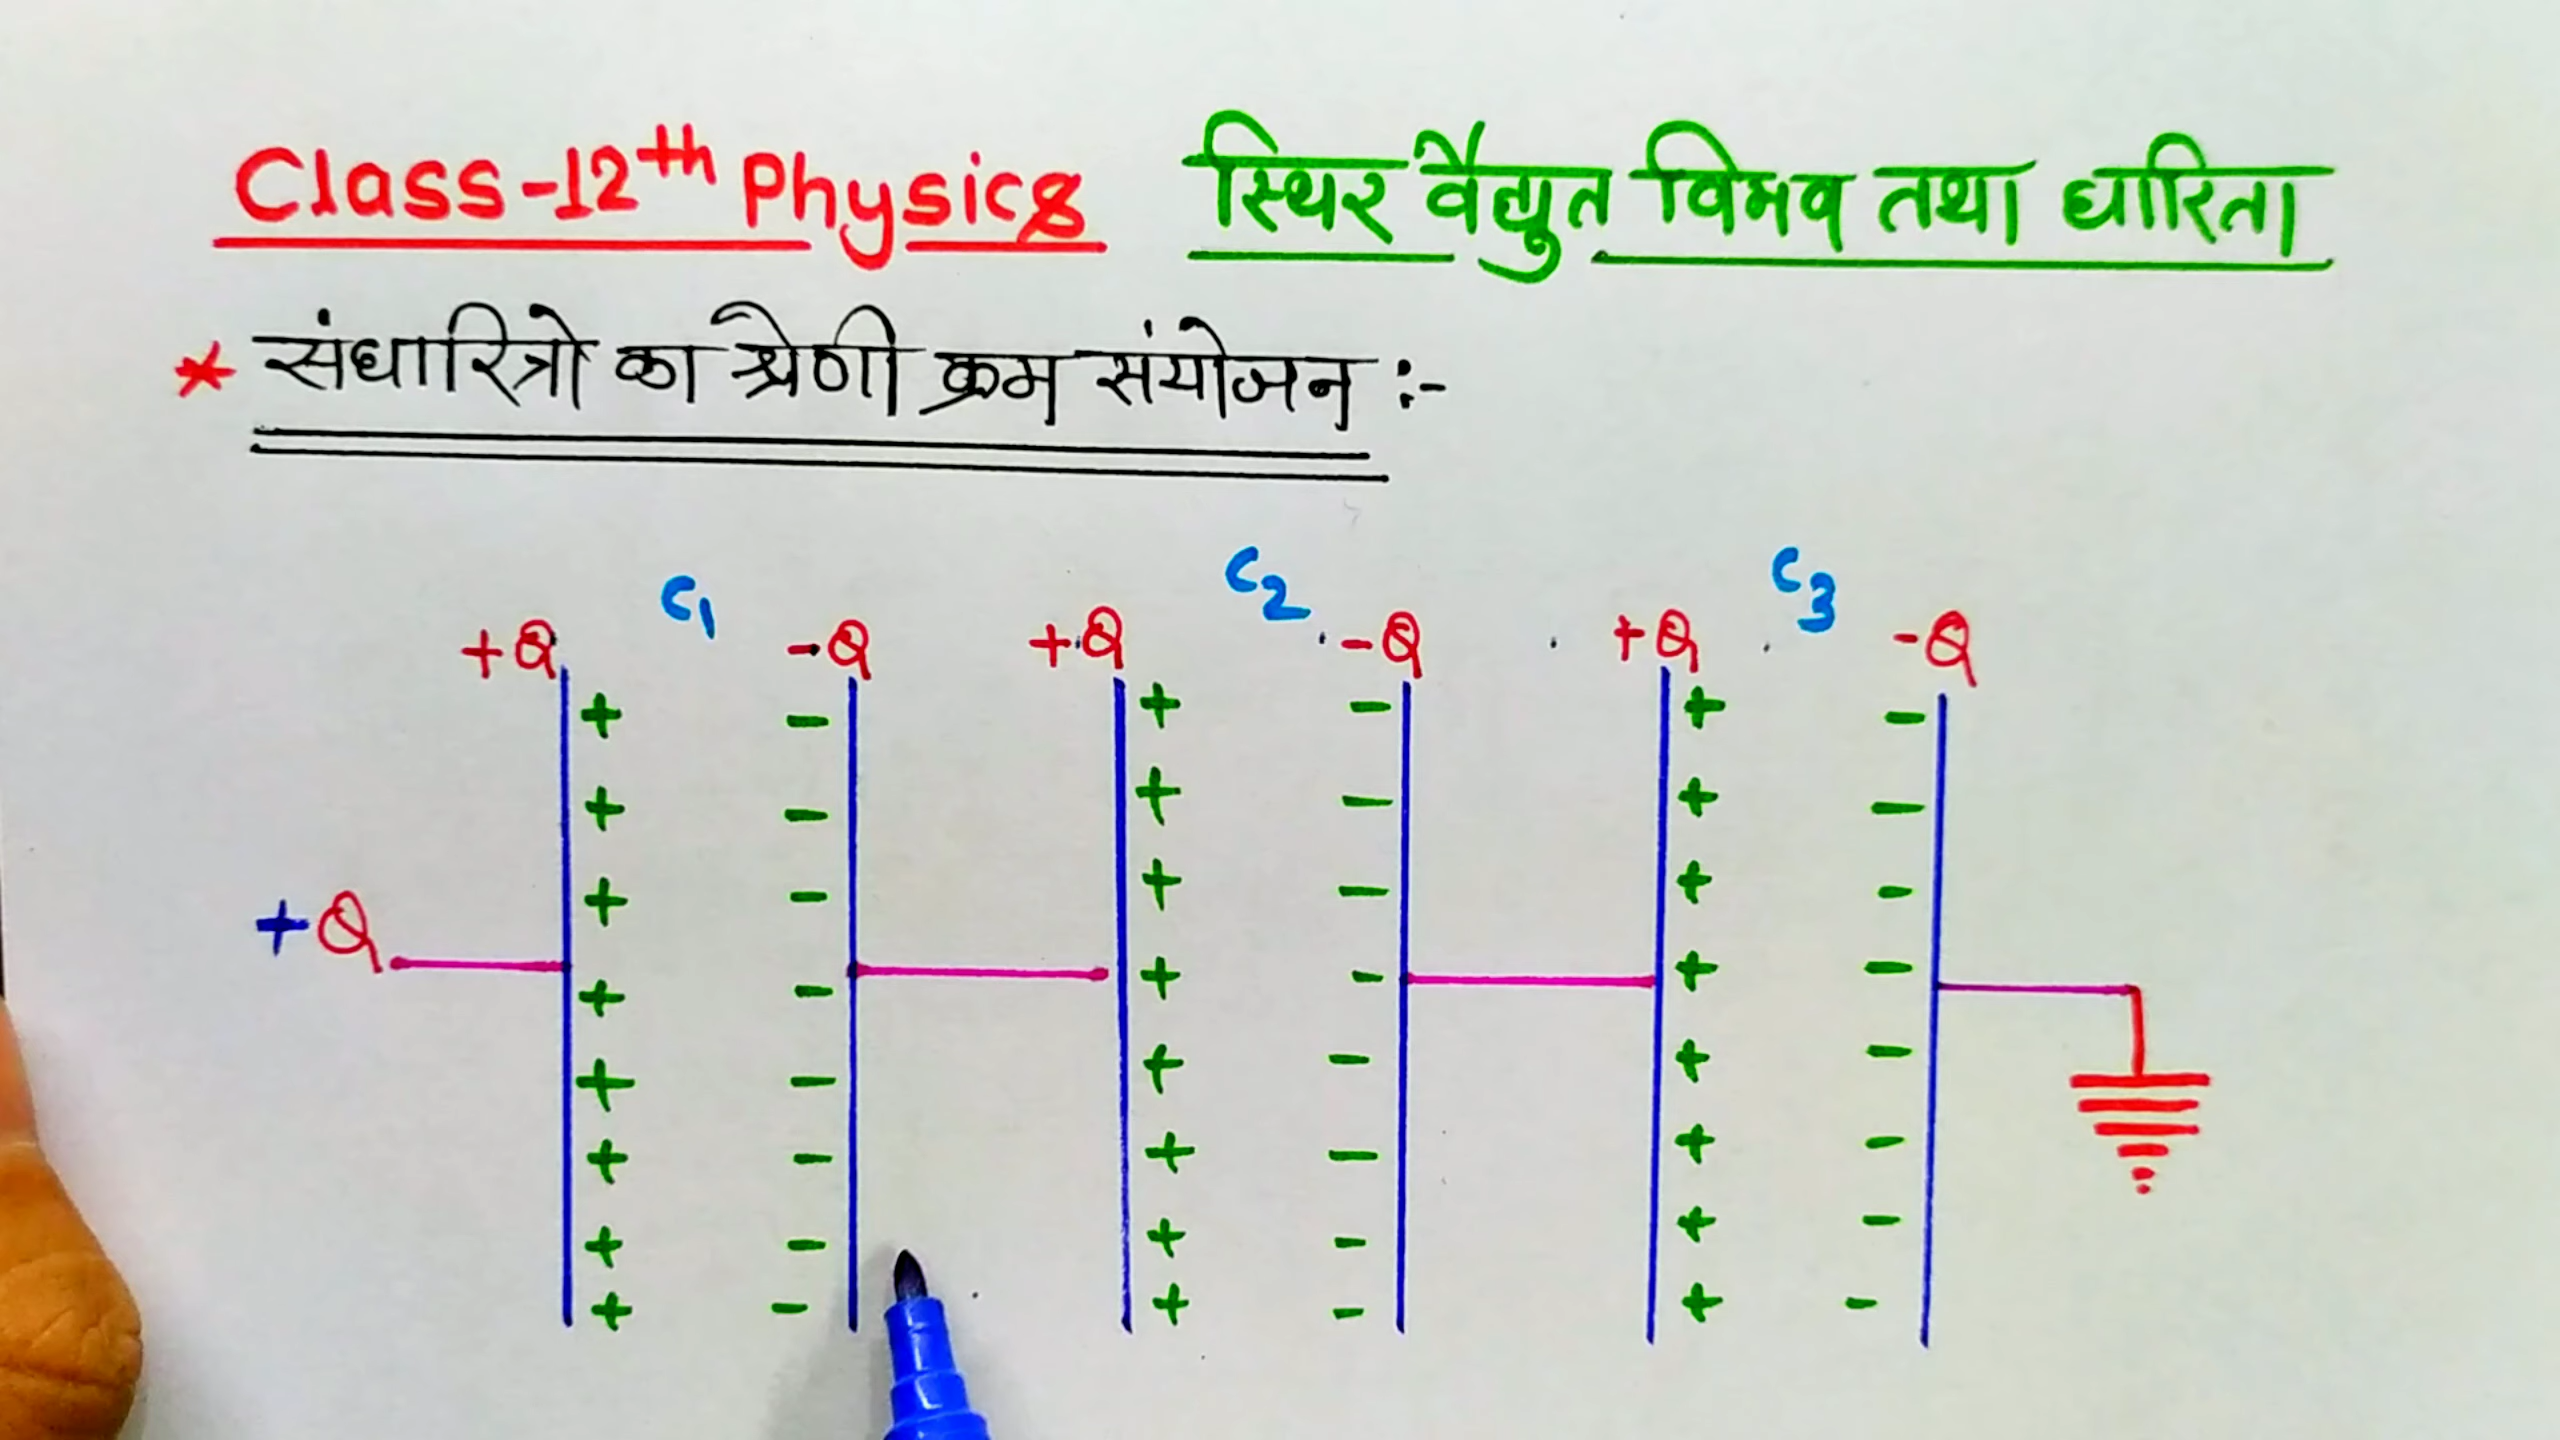 Class-12th Physics स्थिर वैद्युत विभव तथा धारिता
* संधारित्रो का श्रेणी क्रम संयोजन :-
C1 C2 C3
+Q -Q +Q -Q +Q -Q
+ - + - + -
+ - + - + -
+ - + - + -
+Q
+ - + - + -
+ - + - + -
+ - + - + -
+ - + - + -
+ - + - + -